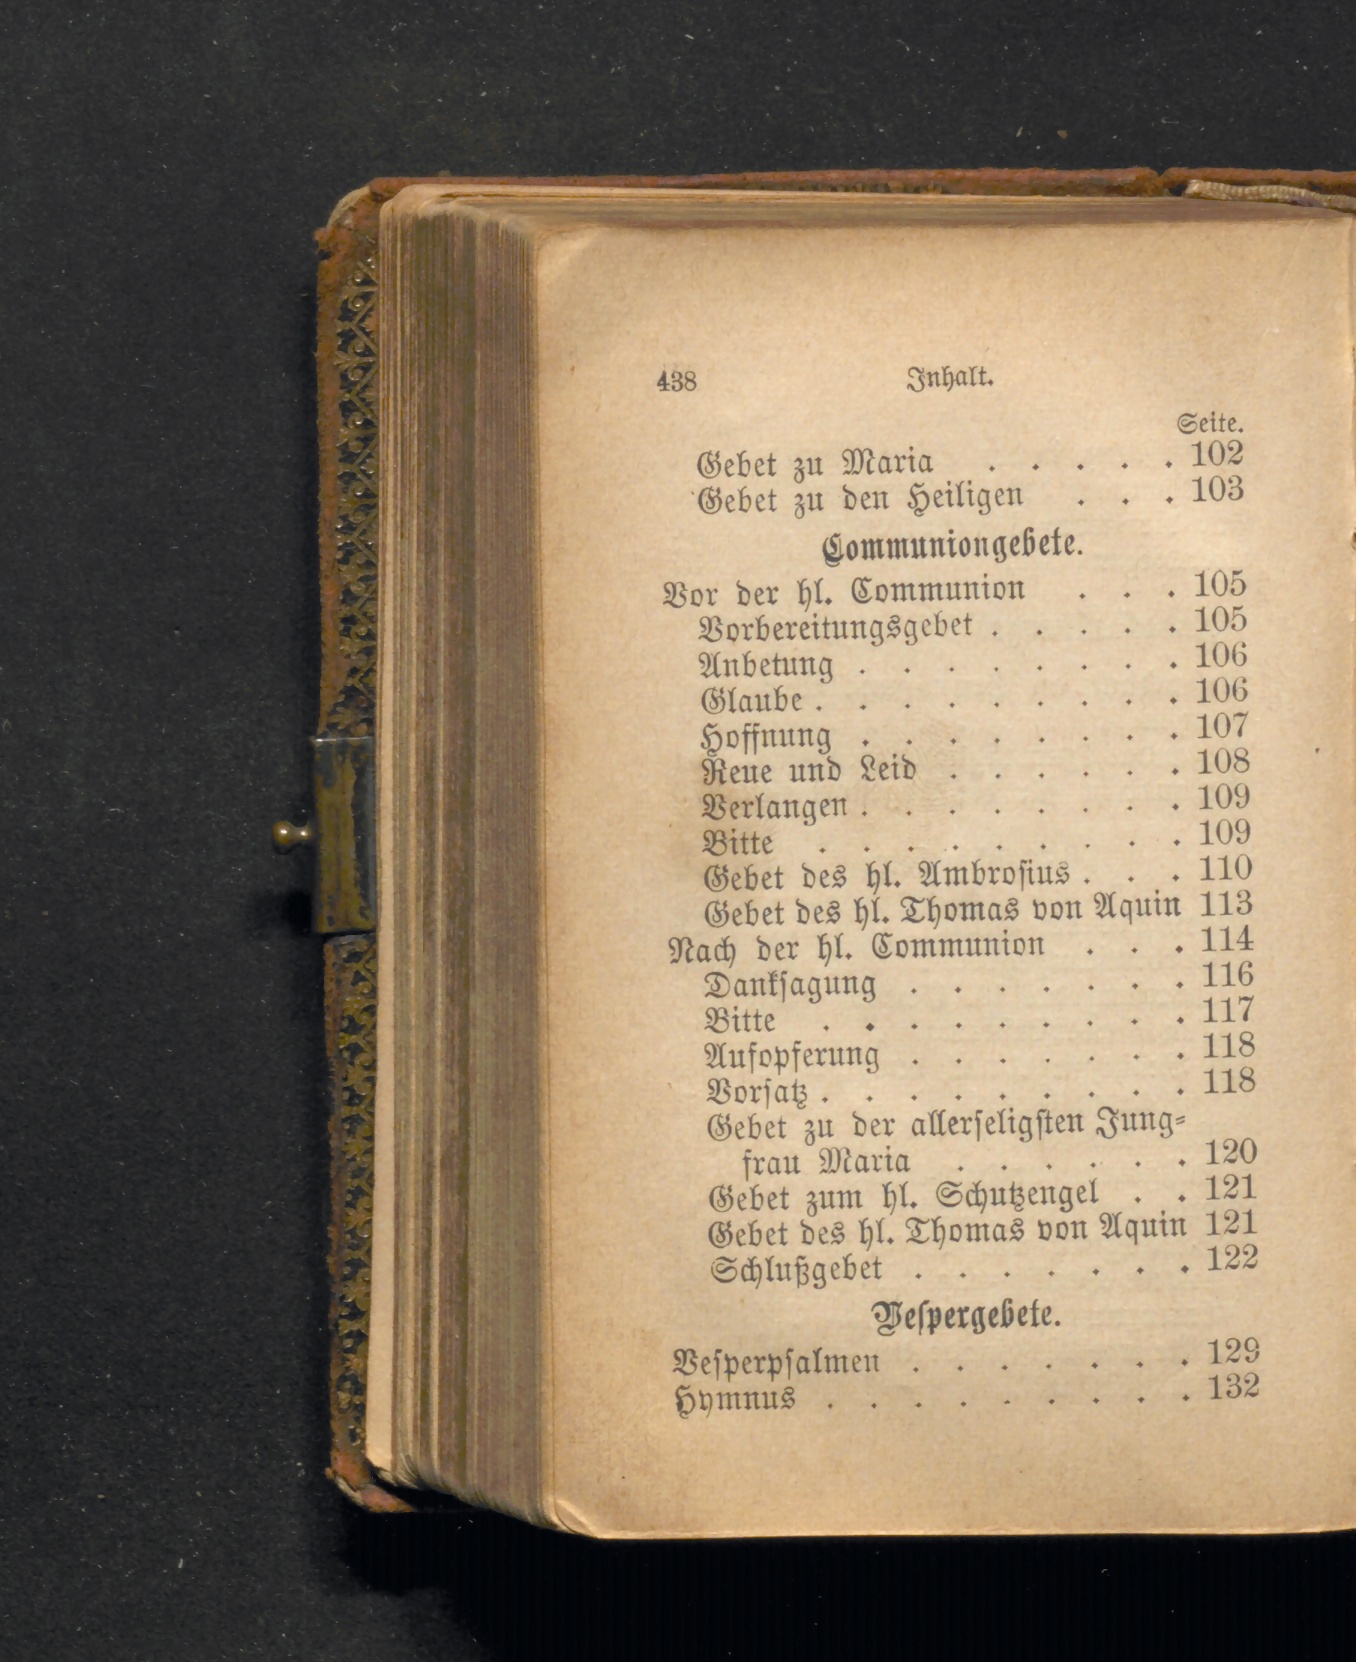 438 Inhalt.
Seite.
Gebet zu Maria . . . . . 102
Gebet zu den Heiligen . . . 103
Communiongebete.
Vor der hl. Communion . . . 105
Vorbereitungsgebet . . . . . 105
Anbetung . . . . . . . . 106
Glaube . . . . . . . . . 106
Hoffnung . . . . . . . . 107
Reue und Leid . . . . . . 108
Verlangen . . . . . . . . 109
Bitte . . . . . . . . . 109
Gebet des hl. Ambroſius . . . 110
Gebet des hl. Thomas von Aquin 113
Nach der hl. Communion . . . 114
Dankſagung . . . . . . . 116
Bitte . . . . . . . . . 117
Aufopferung . . . . . . . 118
Vorſatz . . . . . . . . . 118
Gebet zu der allerſeligſten Jung-
frau Maria . . . . . . 120
Gebet zum hl. Schutzengel . . 121
Gebet des hl. Thomas von Aquin 121
Schlußgebet . . . . . . . 122
Veſpergebete.
Veſperpſalmen . . . . . . . 129
Hymnus . . . . . . . . . 132